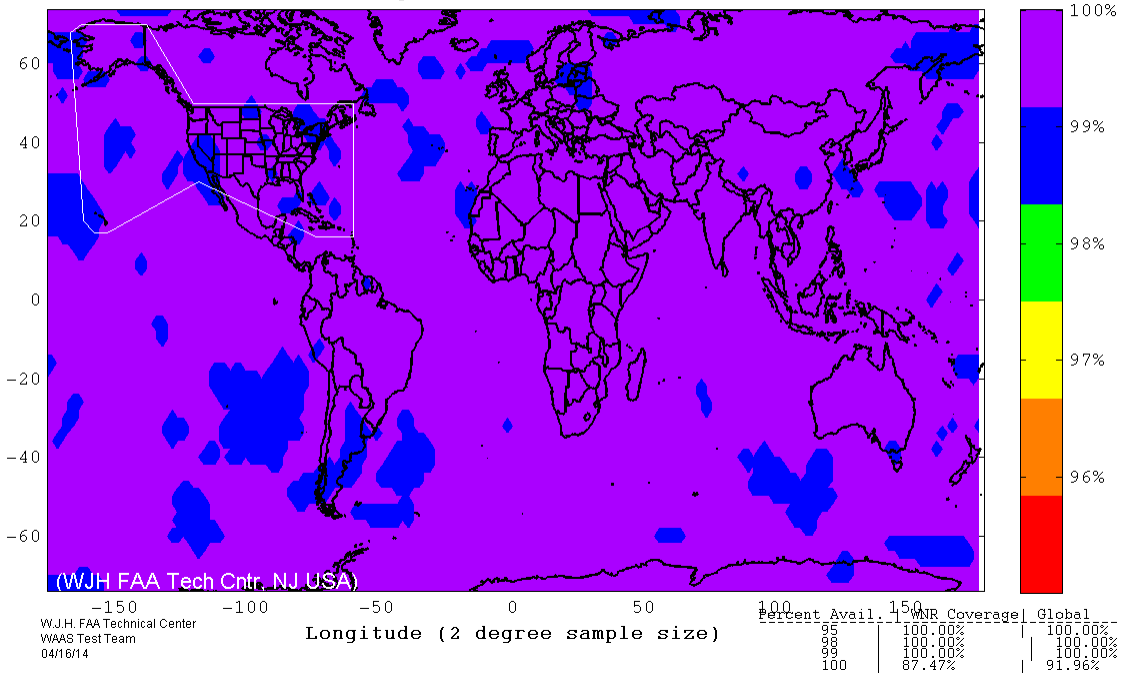 100%
99%
98%
97%
96%
60
40
20
0
−20
−40
−60
(WJH FAA Tech Cntr, NJ USA)
−150 −100 −50 0 50 100 150
Longitude (2 degree sample size)
W.J.H. FAA Technical Center
WAAS Test Team
04/16/14
Percent Avail. | WNR Coverage| Global
95 | 100.00% | 100.00%
98 | 100.00% | 100.00%
99 | 100.00% | 100.00%
100 | 87.47% | 91.96%